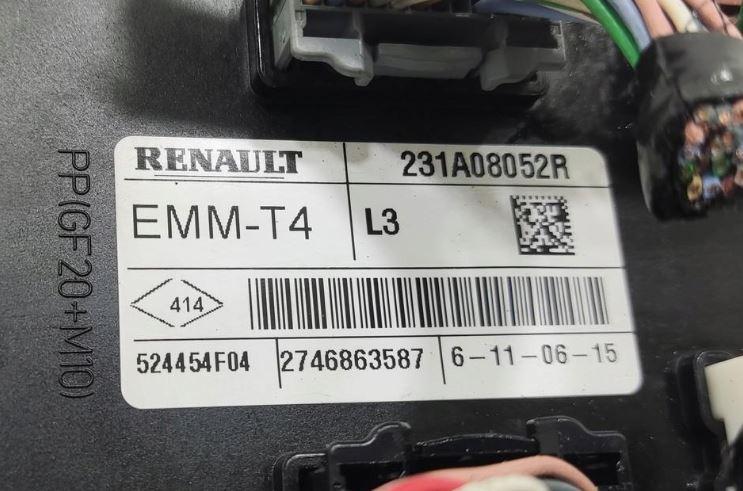 RENAULT 231A08052R
EMM-T4 L3
414
524454F04 2746863587 6-11-06-15
PP(GF20+M10)